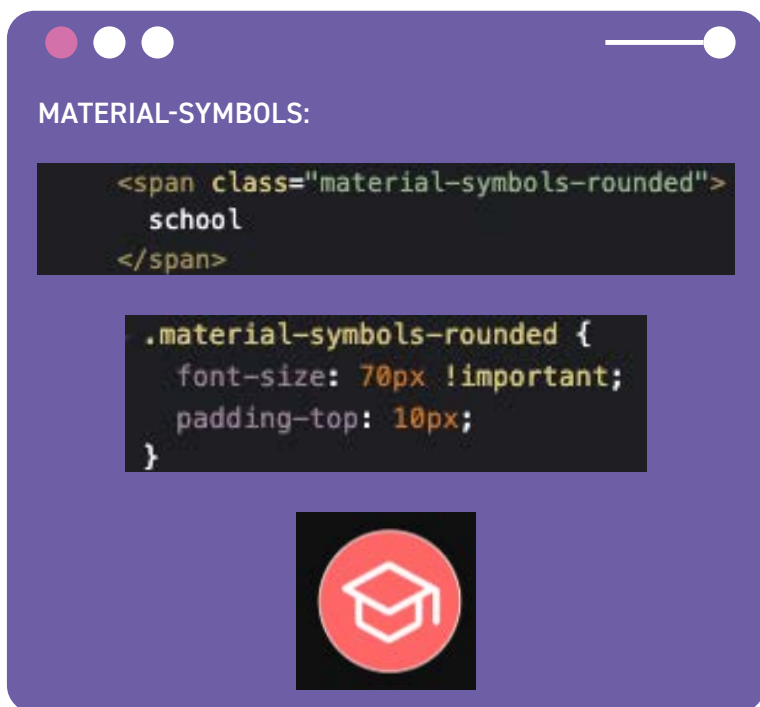 MATERIAL-SYMBOLS:
<span class="material-symbols-rounded">
school
</span>
.material-symbols-rounded {
font-size: 70px !important;
padding-top: 10px;
}